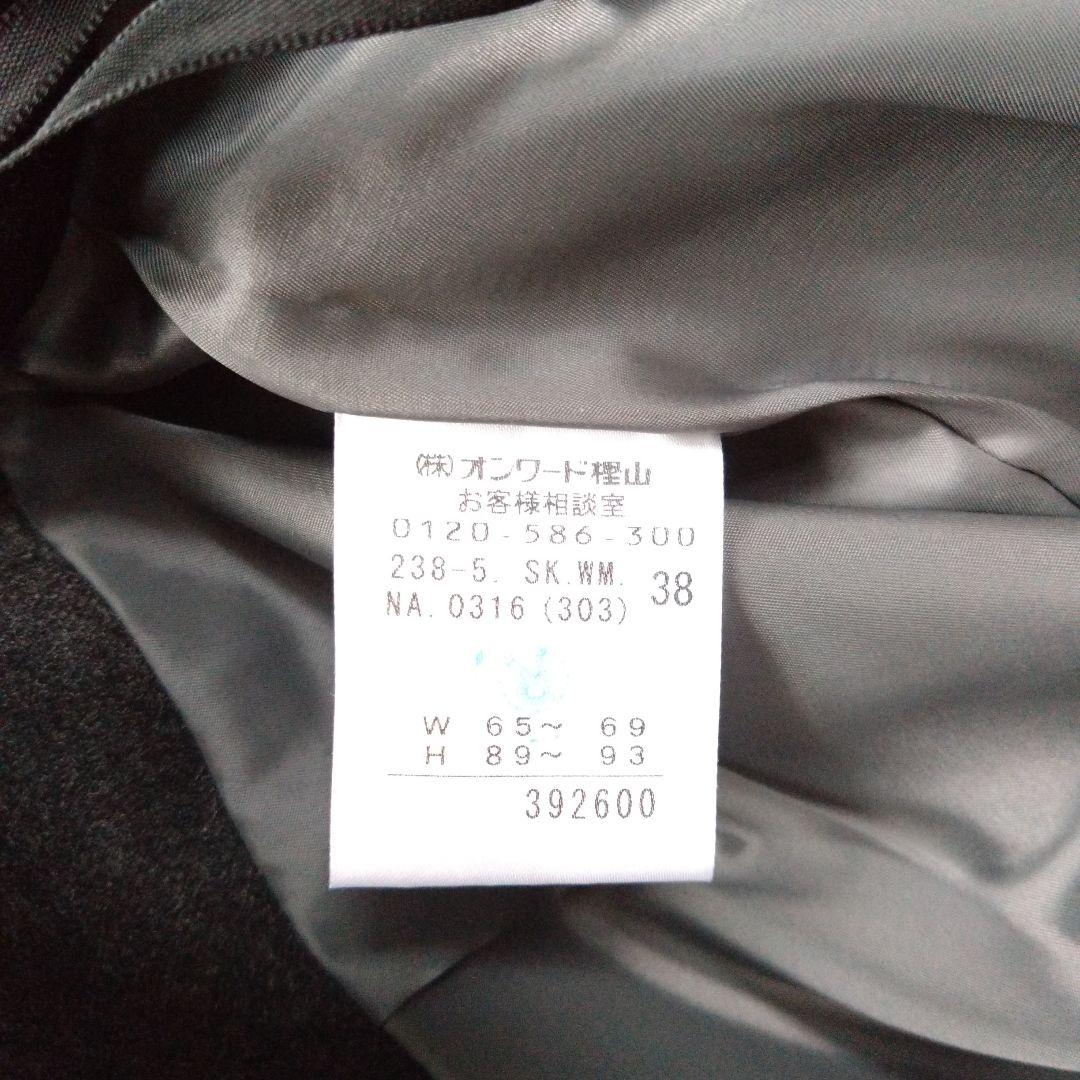 (株)オンワード樫山
お客様相談室
0120-586-300
238-5. SK.WM. 38
NA.0316(303)
W 65~ 69
H 89~ 93
392600